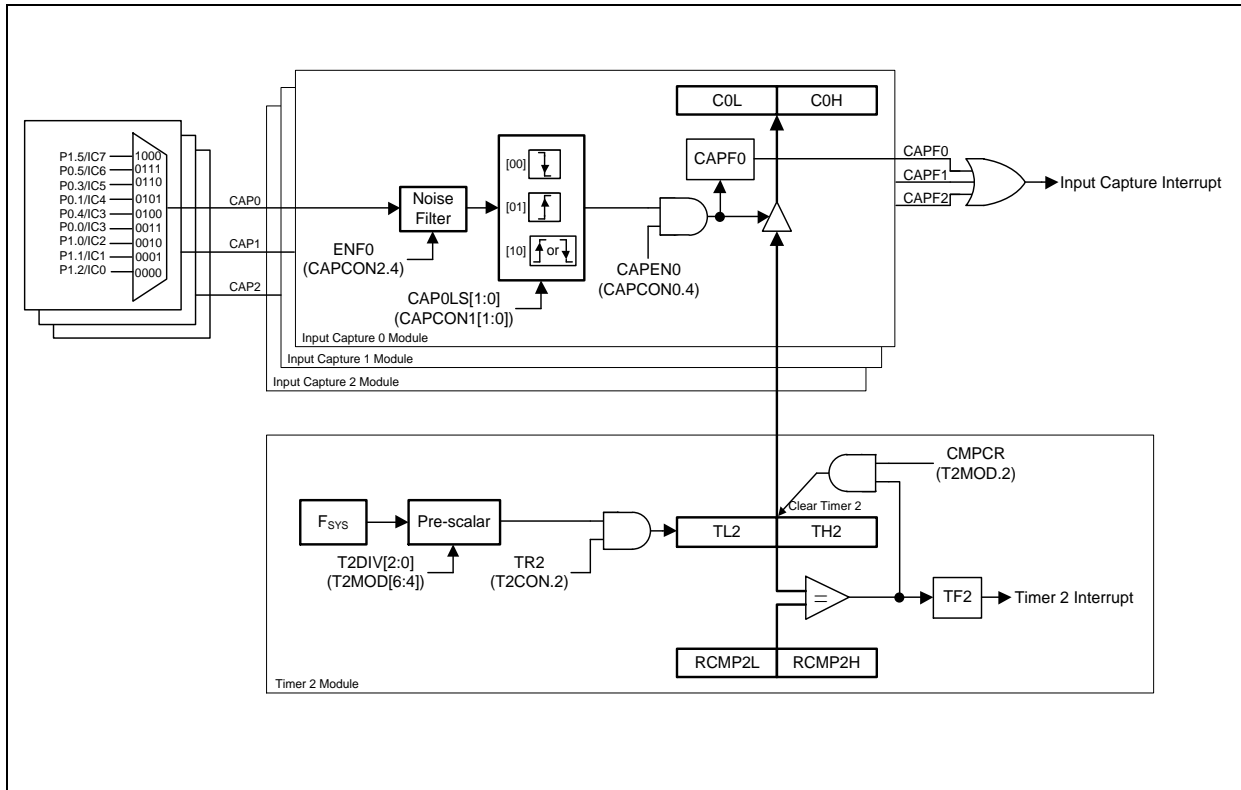 C0L C0H
P1.5/IC7 1000
P0.5/IC6 0111
P0.3/IC5 0110
P0.1/IC4 0101
P0.4/IC3 0100
P0.0/IC3 0011
P1.0/IC2 0010
P1.1/IC1 0001
P1.2/IC0 0000
CAP0
CAP1
CAP2
Noise
Filter
ENF0
(CAPCON2.4)
[00]
[01]
[10] or
CAP0LS[1:0]
(CAPCON1[1:0])
CAPEN0
(CAPCON0.4)
CAPF0
CAPF0
CAPF1
CAPF2
Input Capture Interrupt
Input Capture 0 Module
Input Capture 1 Module
Input Capture 2 Module
CMPCR
(T2MOD.2)
Clear Timer 2
FSYS
Pre-scalar
T2DIV[2:0]
(T2MOD[6:4])
TR2
(T2CON.2)
TL2 TH2
=
TF2
Timer 2 Interrupt
RCMP2L RCMP2H
Timer 2 Module